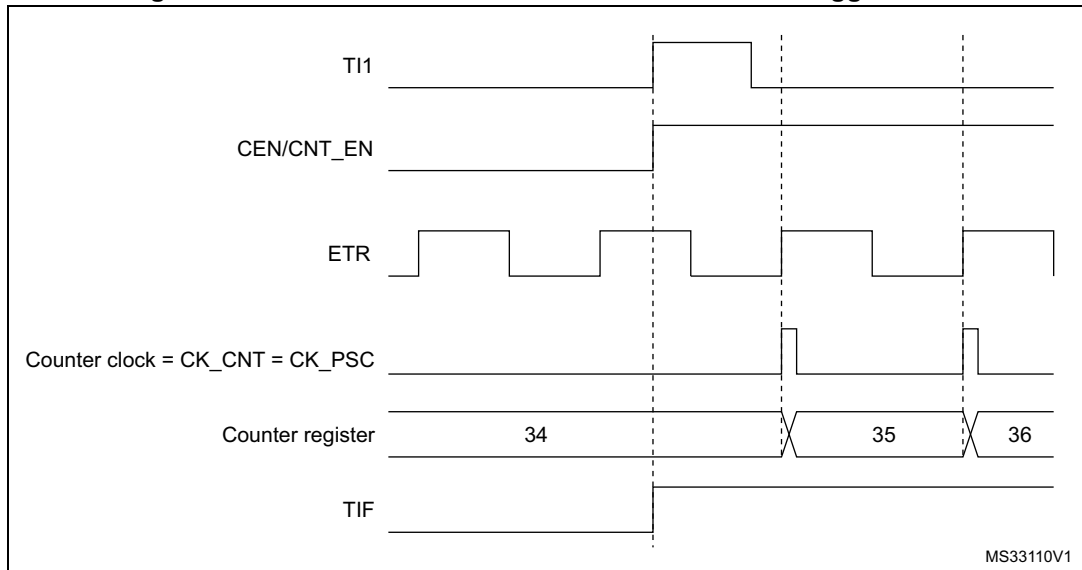 TI1
CEN/CNT_EN
ETR
Counter clock = CK_CNT = CK_PSC
Counter register 34 35 36
TIF
MS33110V1